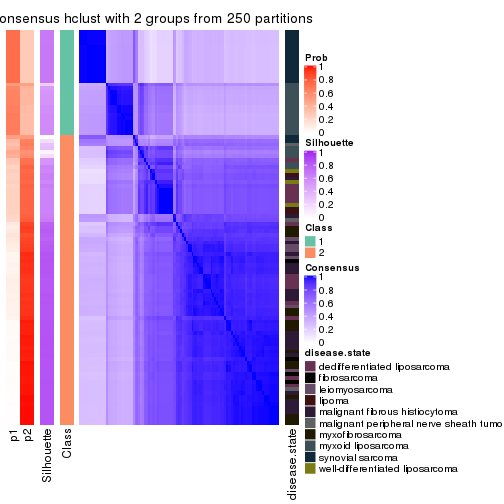 onsensus hclust with 2 groups from 250 partitions
Prob
1
0.8
0.6
0.4
0.2
0
Silhouette
1
0.8
0.6
0.4
0.2
0
Class
1
2
Consensus
1
0.8
0.6
0.4
0.2
0
disease.state
dedifferentiated liposarcoma
fibrosarcoma
leiomyosarcoma
lipoma
malignant fibrous histiocytoma
malignant peripheral nerve sheath tumo
myxofibrosarcoma
myxoid liposarcoma
synovial sarcoma
well-differentiated liposarcoma
p1
p2
Silhouette
Class
disease.state